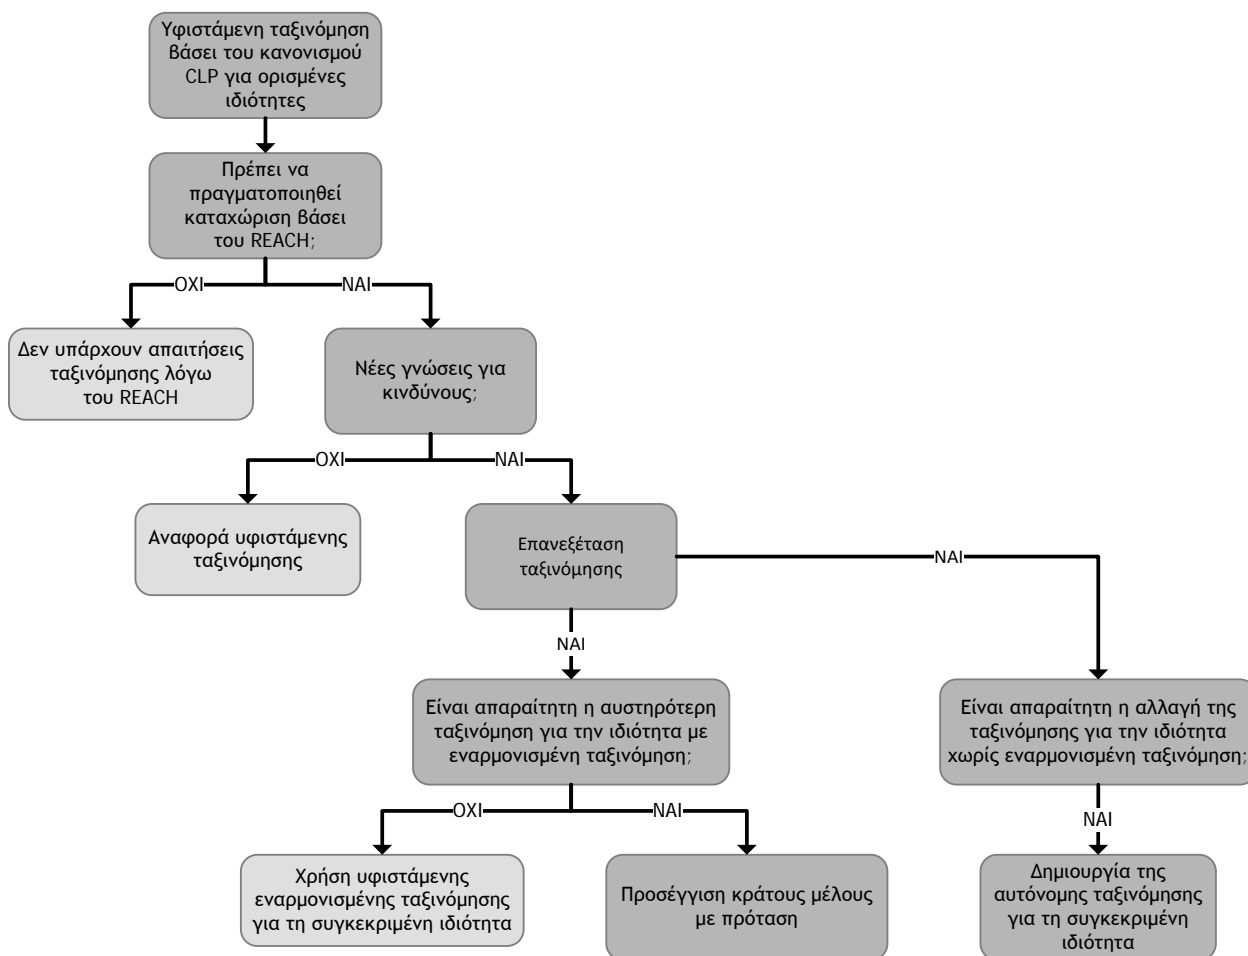 Υφιστάμενη ταξινόμηση
βάσει του κανονισμού
CLP για ορισμένες
ιδιότητες
Πρέπει να
πραγματοποιηθεί
καταχώριση βάσει
του REACH;
ΟΧΙ
ΝΑΙ
Δεν υπάρχουν απαιτήσεις
ταξινόμησης λόγω
του REACH
Νέες γνώσεις για
κινδύνους;
ΟΧΙ
ΝΑΙ
Αναφορά υφιστάμενης
ταξινόμησης
Επανεξέταση
ταξινόμησης
ΝΑΙ
ΝΑΙ
Είναι απαραίτητη η αυστηρότερη
ταξινόμηση για την ιδιότητα με
εναρμονισμένη ταξινόμηση;
Είναι απαραίτητη η αλλαγή της
ταξινόμησης για την ιδιότητα
χωρίς εναρμονισμένη ταξινόμηση;
ΟΧΙ
ΝΑΙ
ΝΑΙ
Χρήση υφιστάμενης
εναρμονισμένης ταξινόμησης
για τη συγκεκριμένη ιδιότητα
Προσέγγιση κράτους μέλους
με πρόταση
Δημιουργία της
αυτόνομης ταξινόμησης
για τη συγκεκριμένη
ιδιότητα